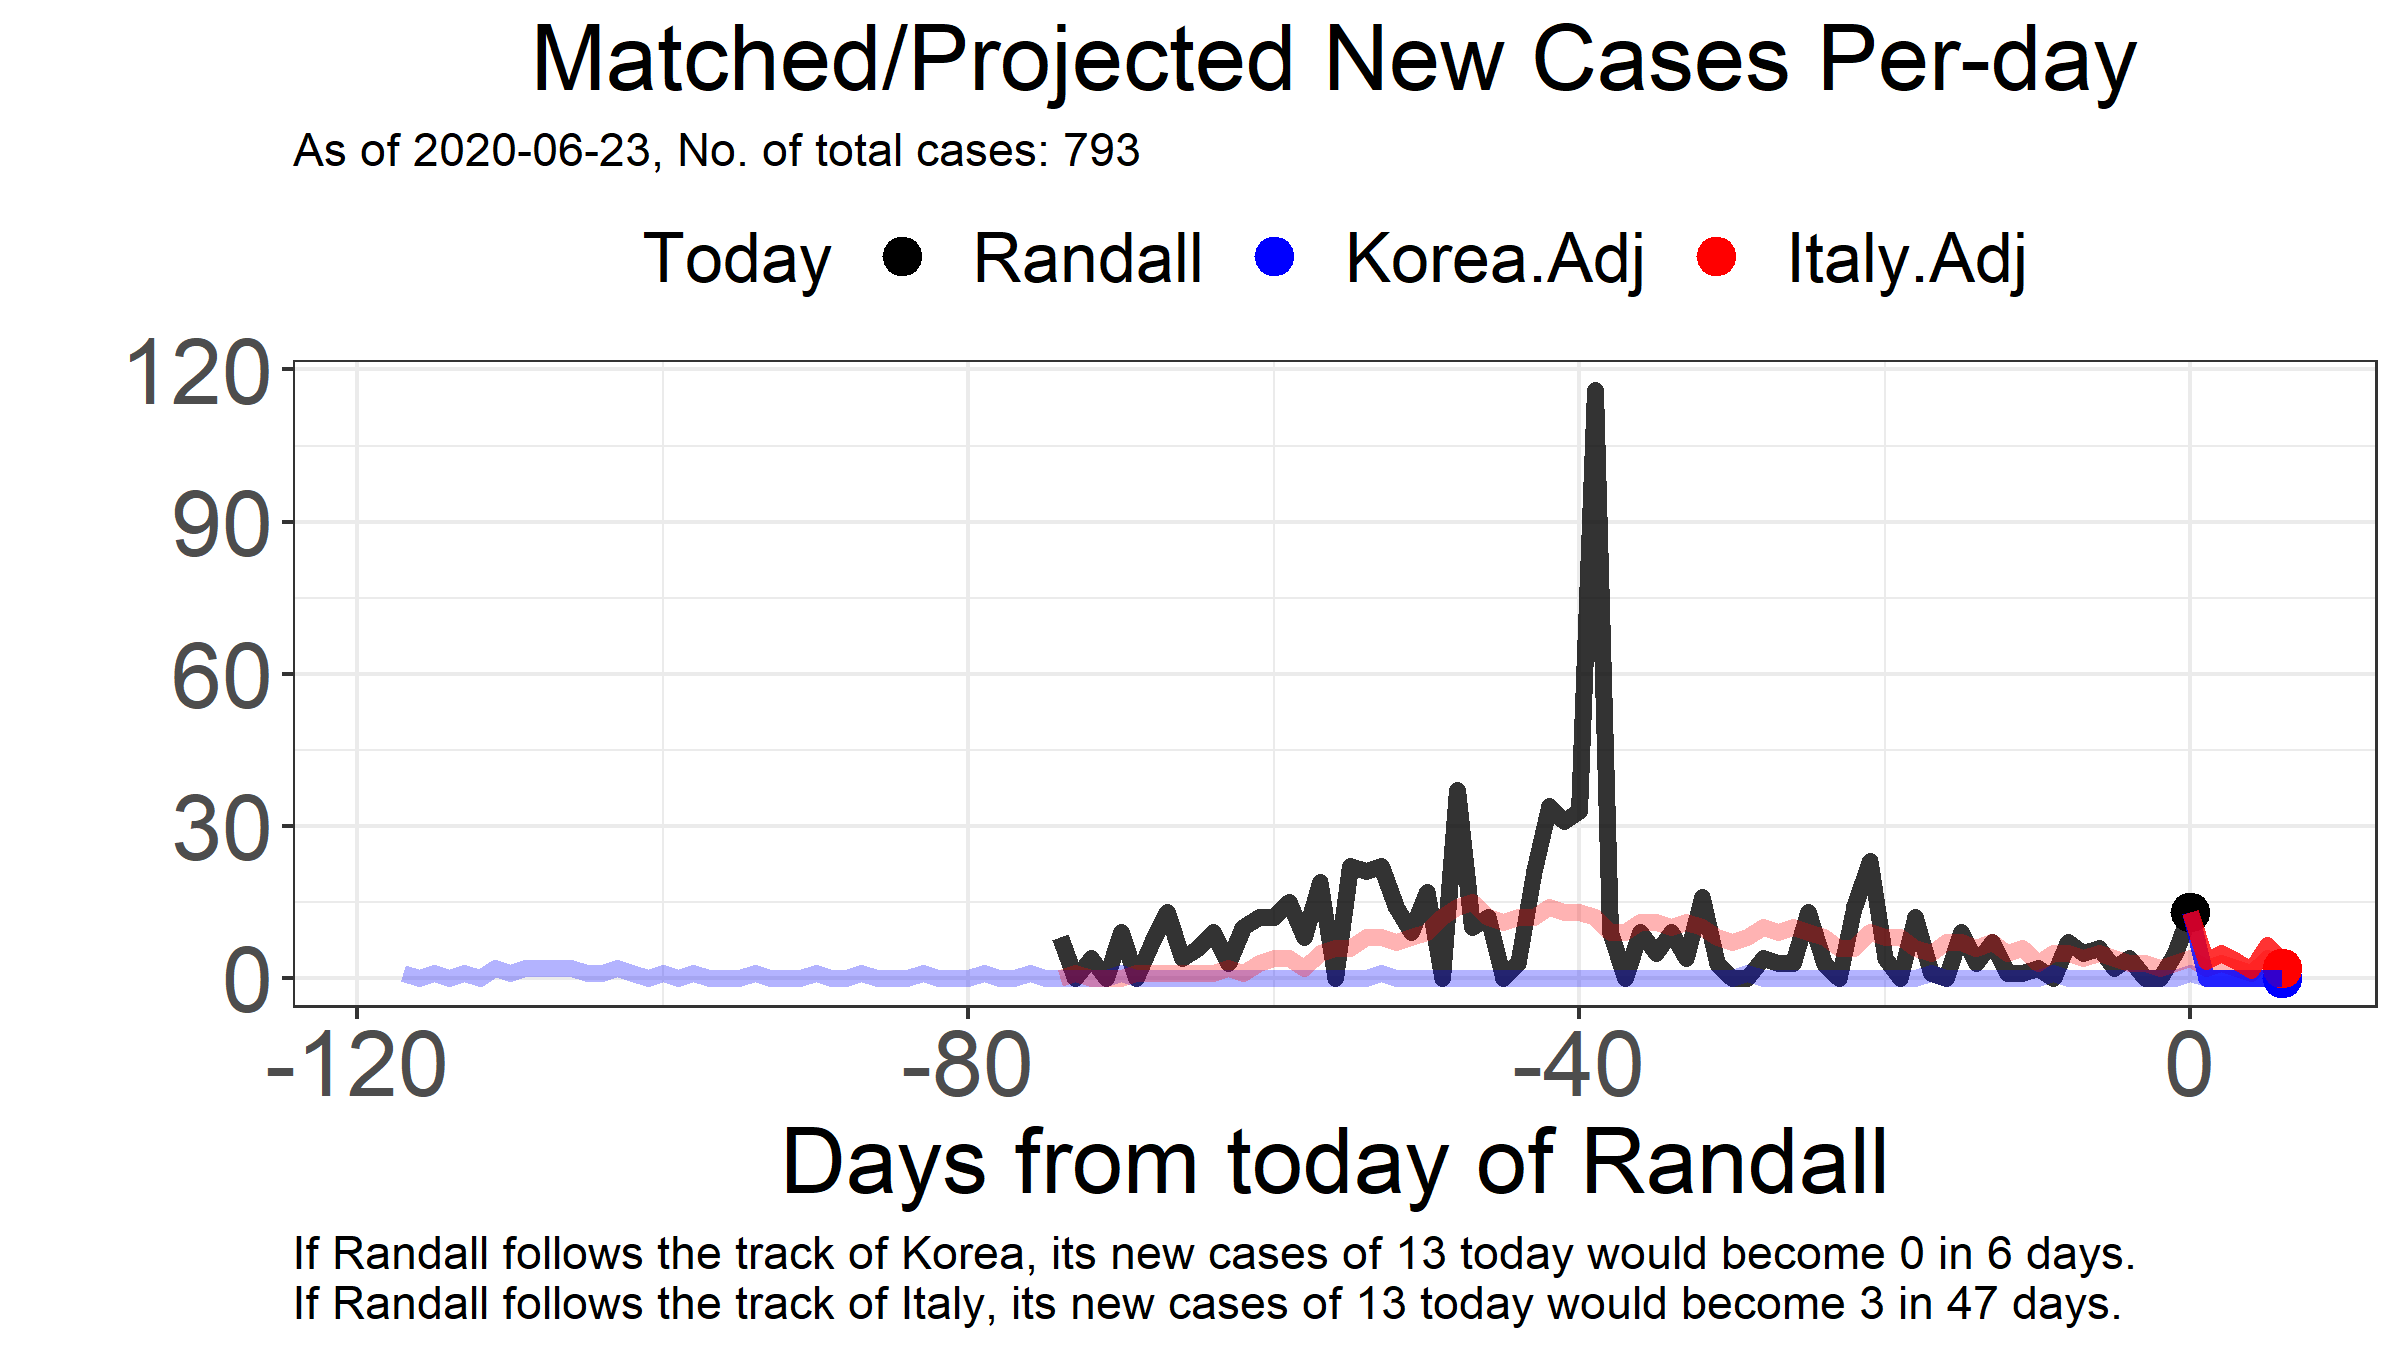 Matched/Projected New Cases Per-day
As of 2020-06-23, No. of total cases: 793
Today Randall Korea.Adj Italy.Adj
120
90
60
30
0
-120 -80 -40 0
Days from today of Randall
If Randall follows the track of Korea, its new cases of 13 today would become 0 in 6 days.
If Randall follows the track of Italy, its new cases of 13 today would become 3 in 47 days.